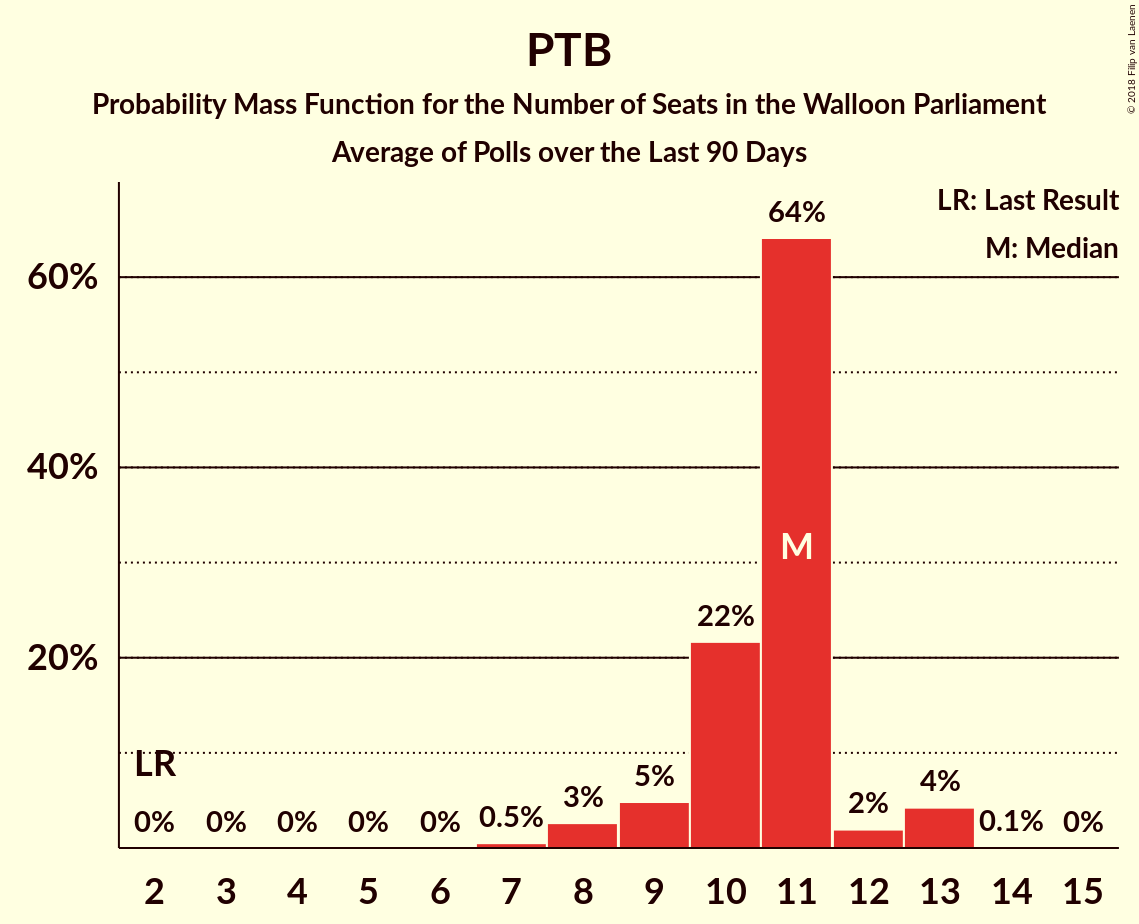 PTB
Probability Mass Function for the Number of Seats in the Walloon Parliament
Average of Polls over the Last 90 Days
© 2018 Filip van Laenen
LR: Last Result
M: Median
64%
60%
40%
M
22%
20%
LR
0% 0% 0% 0% 0% 0.5% 3% 5% 2% 4% 0.1% 0%
2 3 4 5 6 7 8 9 10 11 12 13 14 15